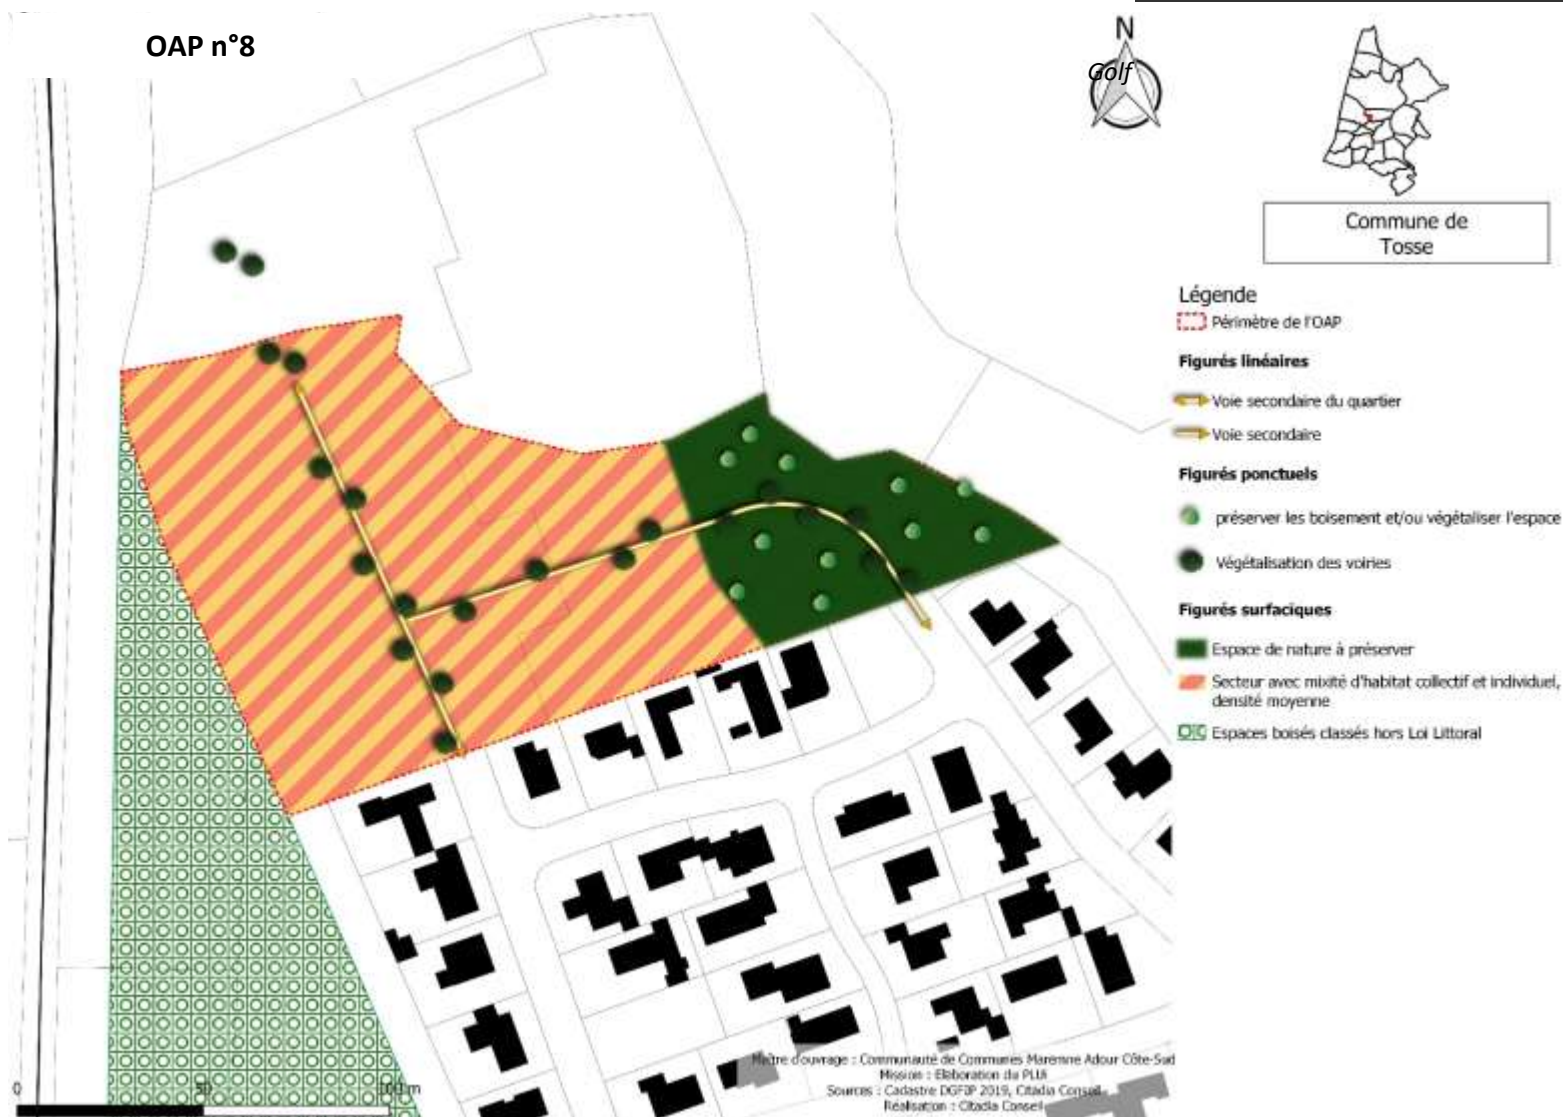 OAP n°8
N
Golf
Commune de
Tosse
Légende
Périmètre de l'OAP
Figurés linéaires
Voie secondaire du quartier
Voie secondaire
Figurés ponctuels
préserver les boisement et/ou végétaliser l'espace
Végétalisation des voiries
Figurés surfaciques
Espace de nature à préserver
Secteur avec mixité d'habitat collectif et individuel,
densité moyenne
Espaces boisés classés hors Loi Littoral
Maître d'ouvrage : Communauté de Communes Maremne Adour Côte-Sud
Mission : Elaboration du PLUi
Sources : Cadastre DGFIP 2019, Citadia Conseil
Réalisation : Citadia Conseil
0 50 100 m